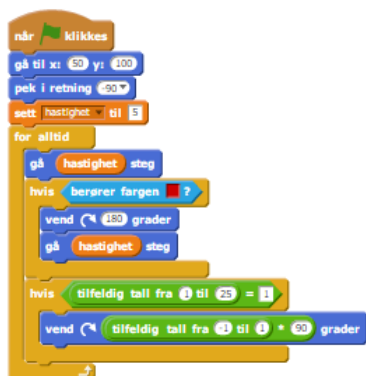 når klikkes
gå til x: 50 y: 100
pek i retning -90
sett hastighet til 5
for alltid
gå hastighet steg
hvis berører fargen ?
vend 180 grader
gå hastighet steg
hvis tilfeldig tall fra 1 til 25 = 1
vend tilfeldig tall fra -1 til 1 * 90 grader